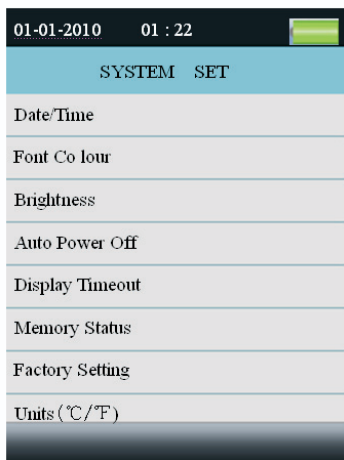 01-01-2010 01 : 22
SYSTEM SET
Date/Time
Font Co lour
Brightness
Auto Power Off
Display Timeout
Memory Status
Factory Setting
Units (℃/℉)